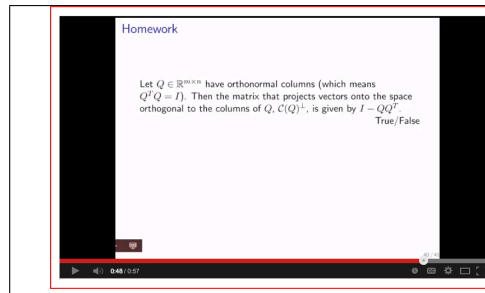 Homework
Let Q ∈ ℝ^{m×n} have orthonormal columns (which means
Q^T Q = I). Then the matrix that projects vectors onto the space
orthogonal to the columns of Q, C(Q)^⊥, is given by I − QQ^T.
True/False
0:48 / 0:57